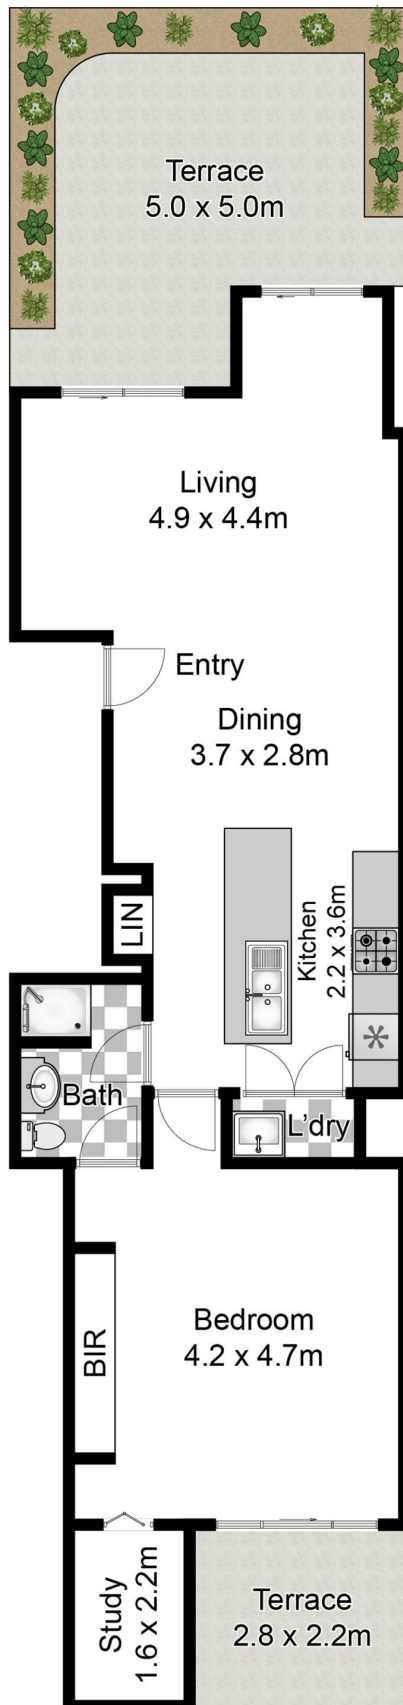 Terrace
5.0 x 5.0m
Living
4.9 x 4.4m
Entry
Dining
3.7 x 2.8m
LIN
Kitchen
2.2 x 3.6m
Bath
L'dry
Bedroom
4.2 x 4.7m
BIR
Study
1.6 x 2.2m
Terrace
2.8 x 2.2m